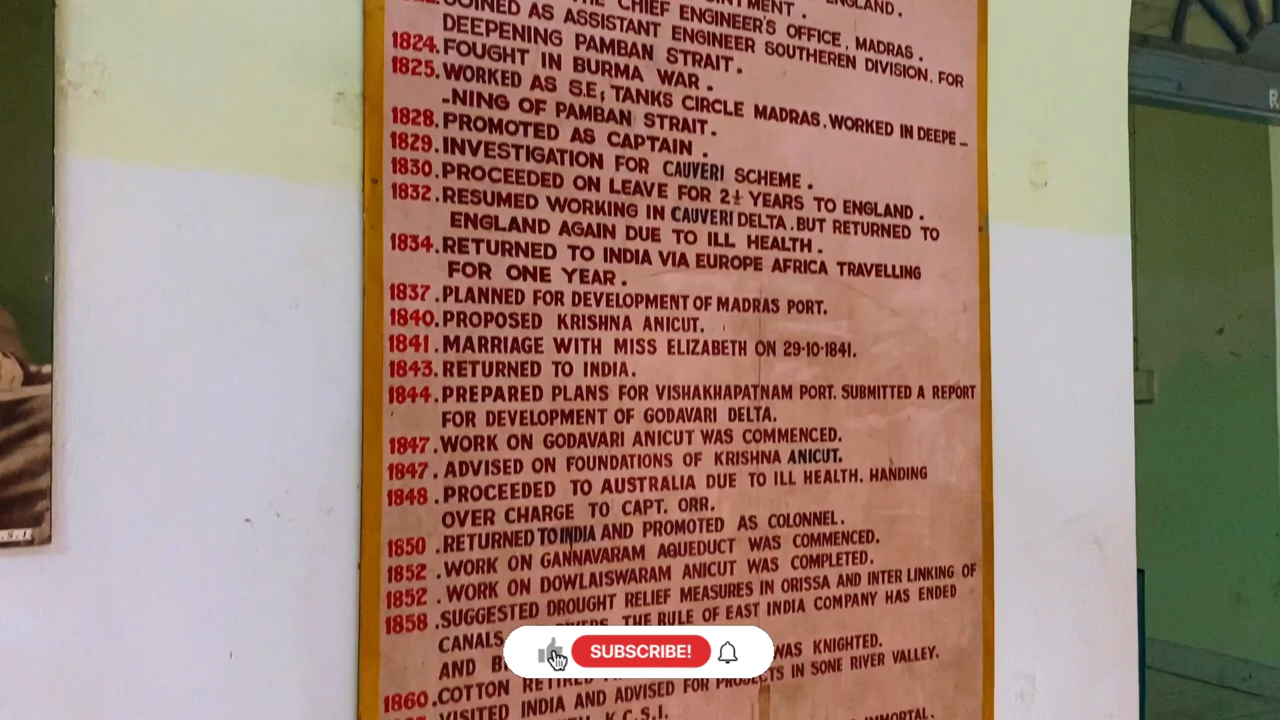 INTMENT.
ENGLAND.
THE CHIEF ENGINEER'S OFFICE, MADRAS.
JOINED AS ASSISTANT ENGINEER SOUTHEREN DIVISION. FOR
DEEPENING PAMBAN STRAIT.
1824. FOUGHT IN BURMA WAR.
1825. WORKED AS S.E; TANKS CIRCLE MADRAS. WORKED IN DEEPE-
-NING OF PAMBAN STRAIT.
1828. PROMOTED AS CAPTAIN.
1829. INVESTIGATION FOR CAUVERI SCHEME.
1830. PROCEEDED ON LEAVE FOR 2½ YEARS TO ENGLAND.
1832. RESUMED WORKING IN CAUVERI DELTA. BUT RETURNED TO
ENGLAND AGAIN DUE TO ILL HEALTH.
1834. RETURNED TO INDIA VIA EUROPE AFRICA TRAVELLING
FOR ONE YEAR.
1837. PLANNED FOR DEVELOPMENT OF MADRAS PORT.
1840. PROPOSED KRISHNA ANICUT.
1841. MARRIAGE WITH MISS ELIZABETH ON 29-10-1841.
1843. RETURNED TO INDIA.
1844. PREPARED PLANS FOR VISHAKHAPATNAM PORT. SUBMITTED A REPORT
FOR DEVELOPMENT OF GODAVARI DELTA.
1847. WORK ON GODAVARI ANICUT WAS COMMENCED.
1847. ADVISED ON FOUNDATIONS OF KRISHNA ANICUT.
1848. PROCEEDED TO AUSTRALIA DUE TO ILL HEALTH. HANDING
OVER CHARGE TO CAPT. ORR.
1850. RETURNED TO INDIA AND PROMOTED AS COLONNEL.
1852. WORK ON GANNAVARAM AQUEDUCT WAS COMMENCED.
1852. WORK ON DOWLAISWARAM ANICUT WAS COMPLETED.
1858. SUGGESTED DROUGHT RELIEF MEASURES IN ORISSA AND INTER LINKING OF
CANALS THE RULE OF EAST INDIA COMPANY HAS ENDED
AND
1860. COTTON RETIRED WAS KNIGHTED.
VISITED INDIA AND ADVISED FOR PROJECTS IN SONE RIVER VALLEY.
K.C.S.I.
IMMORTAL.
SUBSCRIBE!